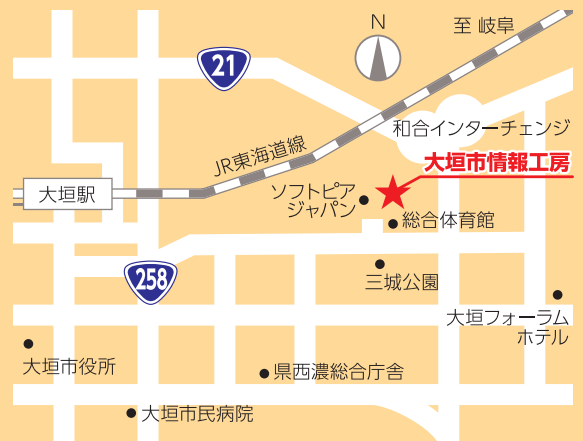 N
至 岐阜
21
和合インターチェンジ
JR東海道線
大垣市情報工房
大垣駅
ソフトピア
ジャパン
総合体育館
三城公園
258
大垣フォーラム
ホテル
大垣市役所
県西濃総合庁舎
大垣市民病院